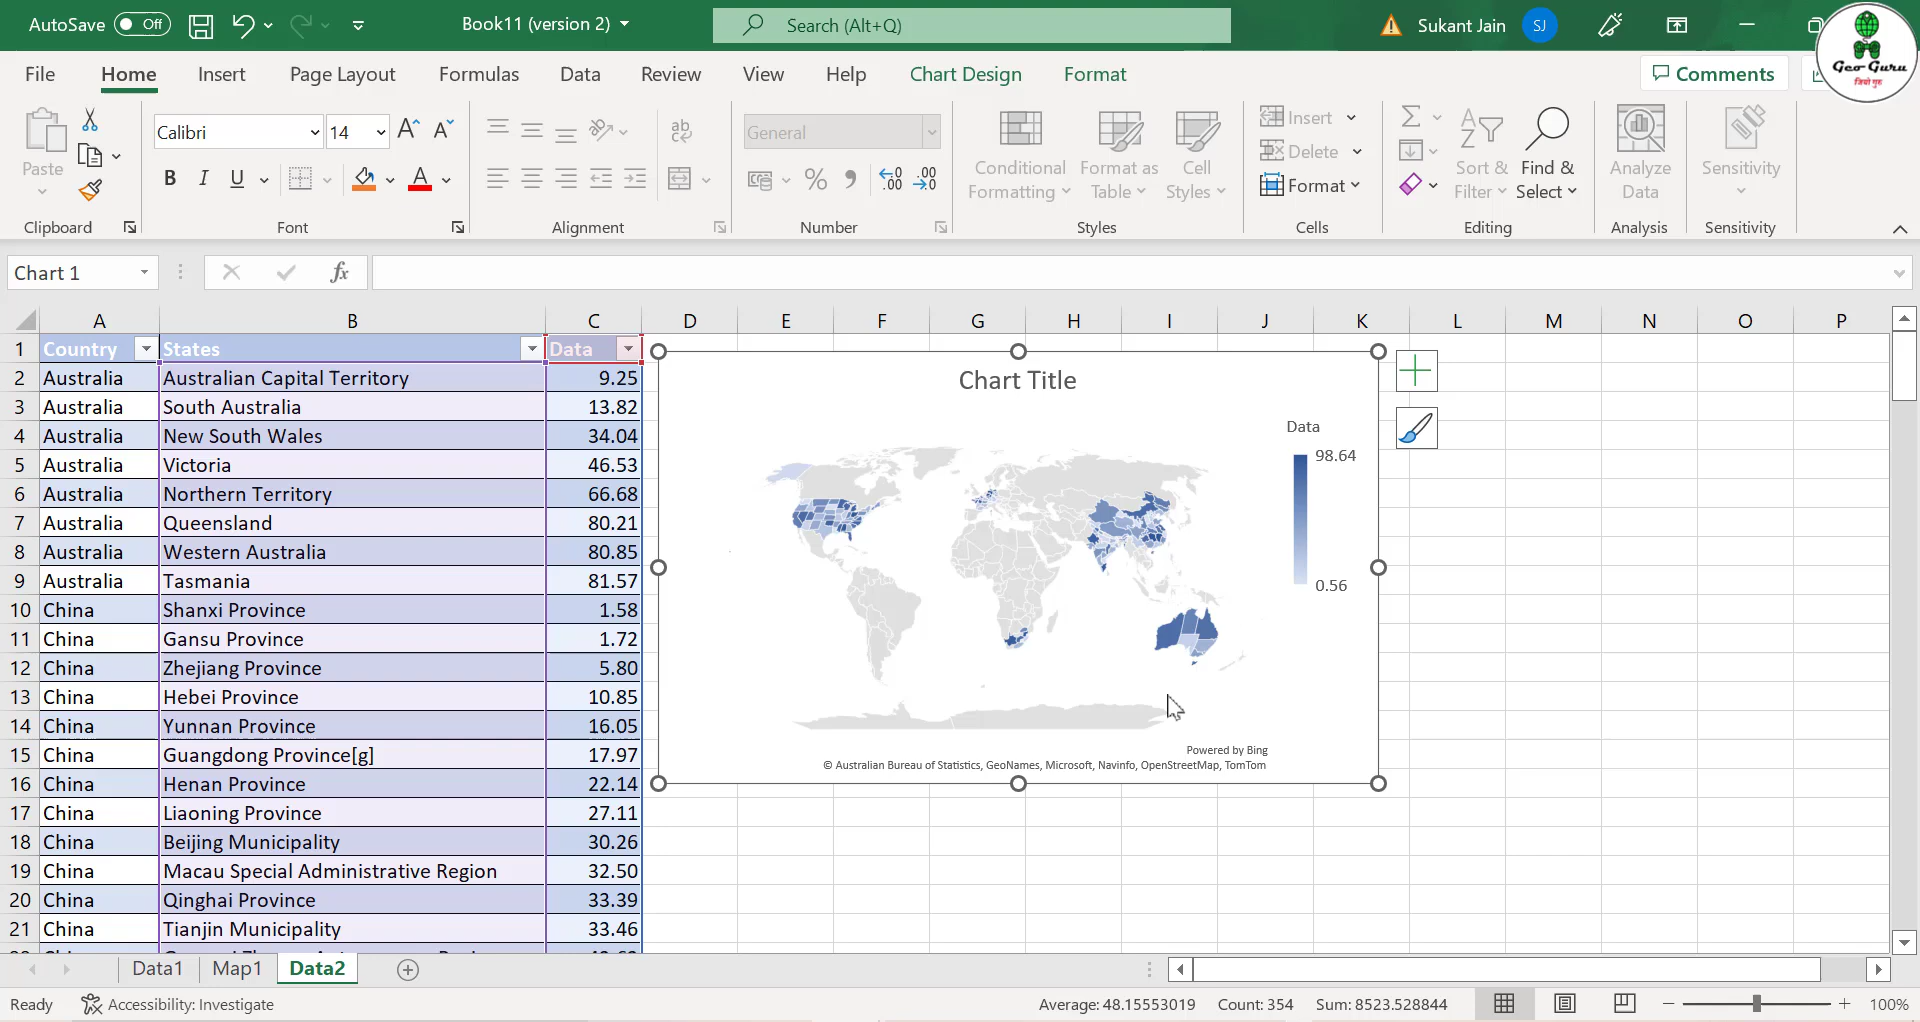 AutoSave Off
Book11 (version 2)
Search (Alt+Q)
Sukant Jain
SJ
Geo Guru
जियो गुरु
File Home Insert Page Layout Formulas Data Review View Help Chart Design Format
Comments
Paste
Clipboard
Calibri 14
B I U A
Font
ab
Alignment
General
% .00 .00
Number
Conditional Formatting
Format as Table
Cell Styles
Styles
Insert
Delete
Format
Cells
Sort & Filter
Find & Select
Editing
Analyze Data
Analysis
Sensitivity
Sensitivity
Chart 1
fx
A B C D E F G H I J K L M N O P
1 Country States Data
2 Australia Australian Capital Territory 9.25
3 Australia South Australia 13.82
4 Australia New South Wales 34.04
5 Australia Victoria 46.53
6 Australia Northern Territory 66.68
7 Australia Queensland 80.21
8 Australia Western Australia 80.85
9 Australia Tasmania 81.57
10 China Shanxi Province 1.58
11 China Gansu Province 1.72
12 China Zhejiang Province 5.80
13 China Hebei Province 10.85
14 China Yunnan Province 16.05
15 China Guangdong Province[g] 17.97
16 China Henan Province 22.14
17 China Liaoning Province 27.11
18 China Beijing Municipality 30.26
19 China Macau Special Administrative Region 32.50
20 China Qinghai Province 33.39
21 China Tianjin Municipality 33.46
Chart Title
Data
98.64
0.56
Powered by Bing
© Australian Bureau of Statistics, GeoNames, Microsoft, Navinfo, OpenStreetMap, TomTom
Data1 Map1 Data2
Ready Accessibility: Investigate Average: 48.15553019 Count: 354 Sum: 8523.528848 100%